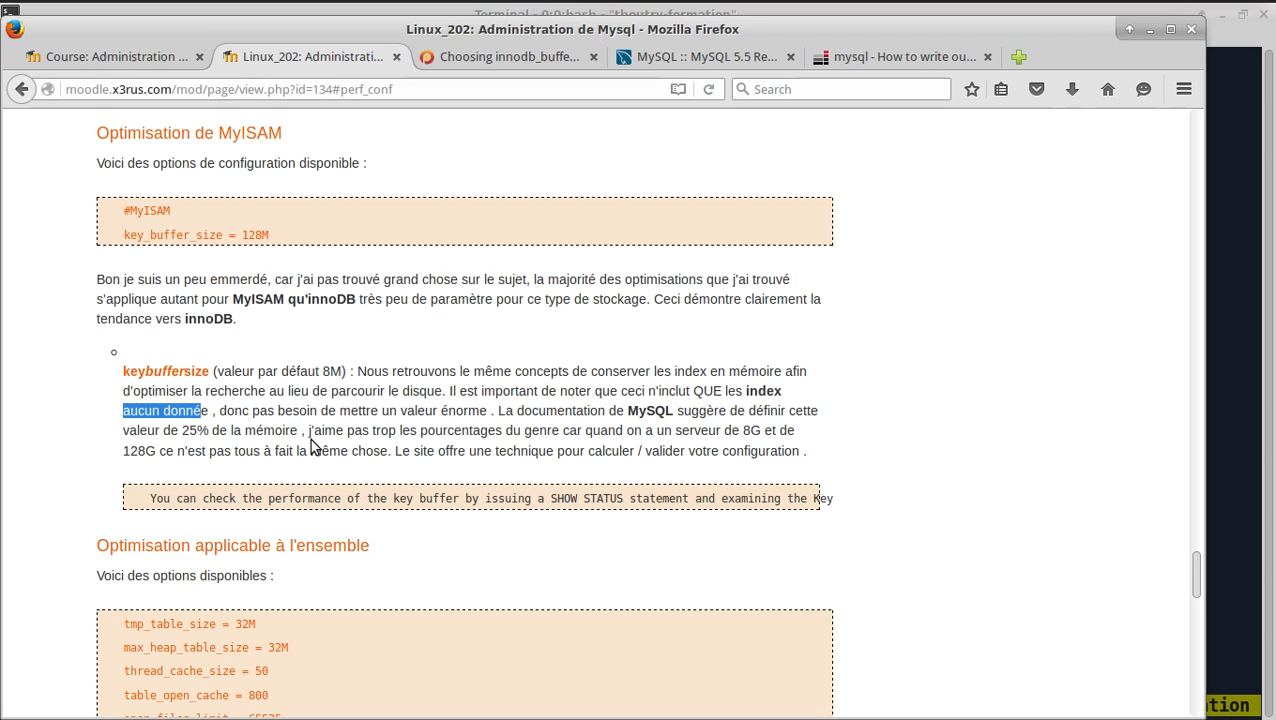 Terminal - 0:0:bash - "thoutry-formation"
Linux_202: Administration de Mysql - Mozilla Firefox
Course: Administration ...
Linux_202: Administrati...
Choosing innodb_buffe...
MySQL :: MySQL 5.5 Re...
mysql - How to write ou...
moodle.x3rus.com/mod/page/view.php?id=134#perf_conf
Search
Optimisation de MyISAM
Voici des options de configuration disponible :
#MyISAM
key_buffer_size = 128M
Bon je suis un peu emmerdé, car j'ai pas trouvé grand chose sur le sujet, la majorité des optimisations que j'ai trouvé
s'applique autant pour MyISAM qu'innoDB très peu de paramètre pour ce type de stockage. Ceci démontre clairement la
tendance vers innoDB.
keybuffersize (valeur par défaut 8M) : Nous retrouvons le même concepts de conserver les index en mémoire afin
d'optimiser la recherche au lieu de parcourir le disque. Il est important de noter que ceci n'inclut QUE les index
aucun donnée , donc pas besoin de mettre un valeur énorme . La documentation de MySQL suggère de définir cette
valeur de 25% de la mémoire , j'aime pas trop les pourcentages du genre car quand on a un serveur de 8G et de
128G ce n'est pas tous à fait la même chose. Le site offre une technique pour calculer / valider votre configuration .
You can check the performance of the key buffer by issuing a SHOW STATUS statement and examining the Key
Optimisation applicable à l'ensemble
Voici des options disponibles :
tmp_table_size = 32M
max_heap_table_size = 32M
thread_cache_size = 50
table_open_cache = 800
open_files_limit = 65535
ation